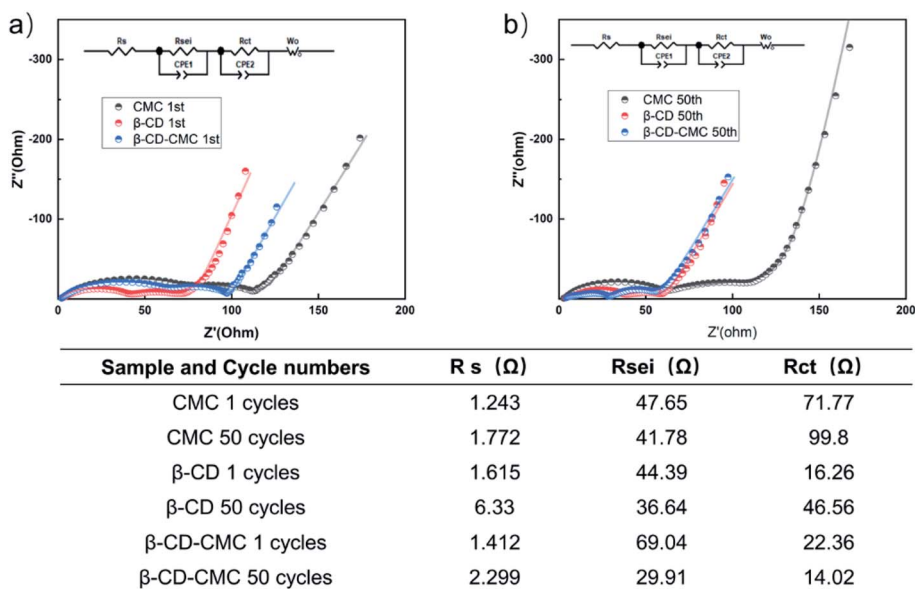 a)
Rs Rsei Rct Wo
CPE1 CPE2
CMC 1st
β-CD 1st
β-CD-CMC 1st
Z''(Ohm)
-300
-200
-100
0 50 100 150 200
Z'(Ohm)
b)
Rs Rsei Rct Wo
CPE1 CPE2
CMC 50th
β-CD 50th
β-CD-CMC 50th
Z''(ohm)
-300
-200
-100
0 50 100 150 200
Z'(ohm)
Sample and Cycle numbers R s (Ω) Rsei (Ω) Rct (Ω)
CMC 1 cycles 1.243 47.65 71.77
CMC 50 cycles 1.772 41.78 99.8
β-CD 1 cycles 1.615 44.39 16.26
β-CD 50 cycles 6.33 36.64 46.56
β-CD-CMC 1 cycles 1.412 69.04 22.36
β-CD-CMC 50 cycles 2.299 29.91 14.02